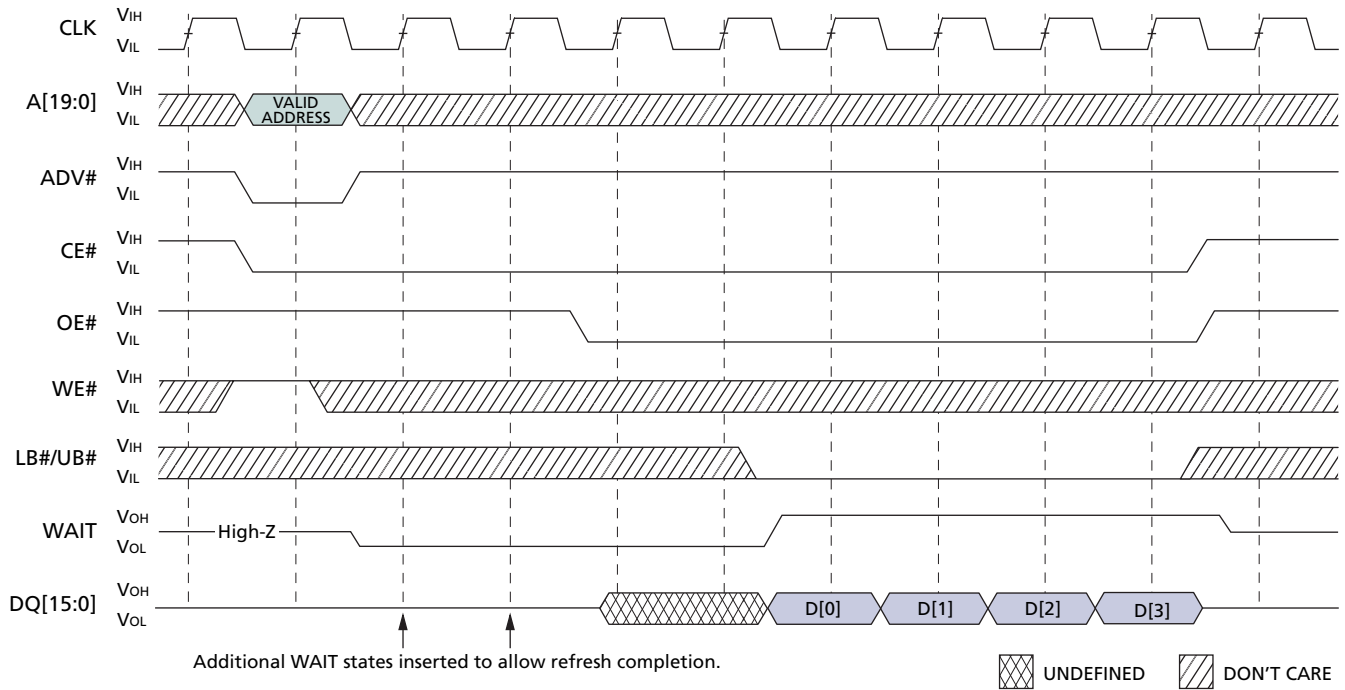 CLK VIH
VIL
A[19:0] VIH
VIL
VALID
ADDRESS
ADV# VIH
VIL
CE# VIH
VIL
OE# VIH
VIL
WE# VIH
VIL
LB#/UB# VIH
VIL
WAIT VOH
VOL
High-Z
DQ[15:0] VOH
VOL
D[0] D[1] D[2] D[3]
Additional WAIT states inserted to allow refresh completion.
UNDEFINED DON'T CARE